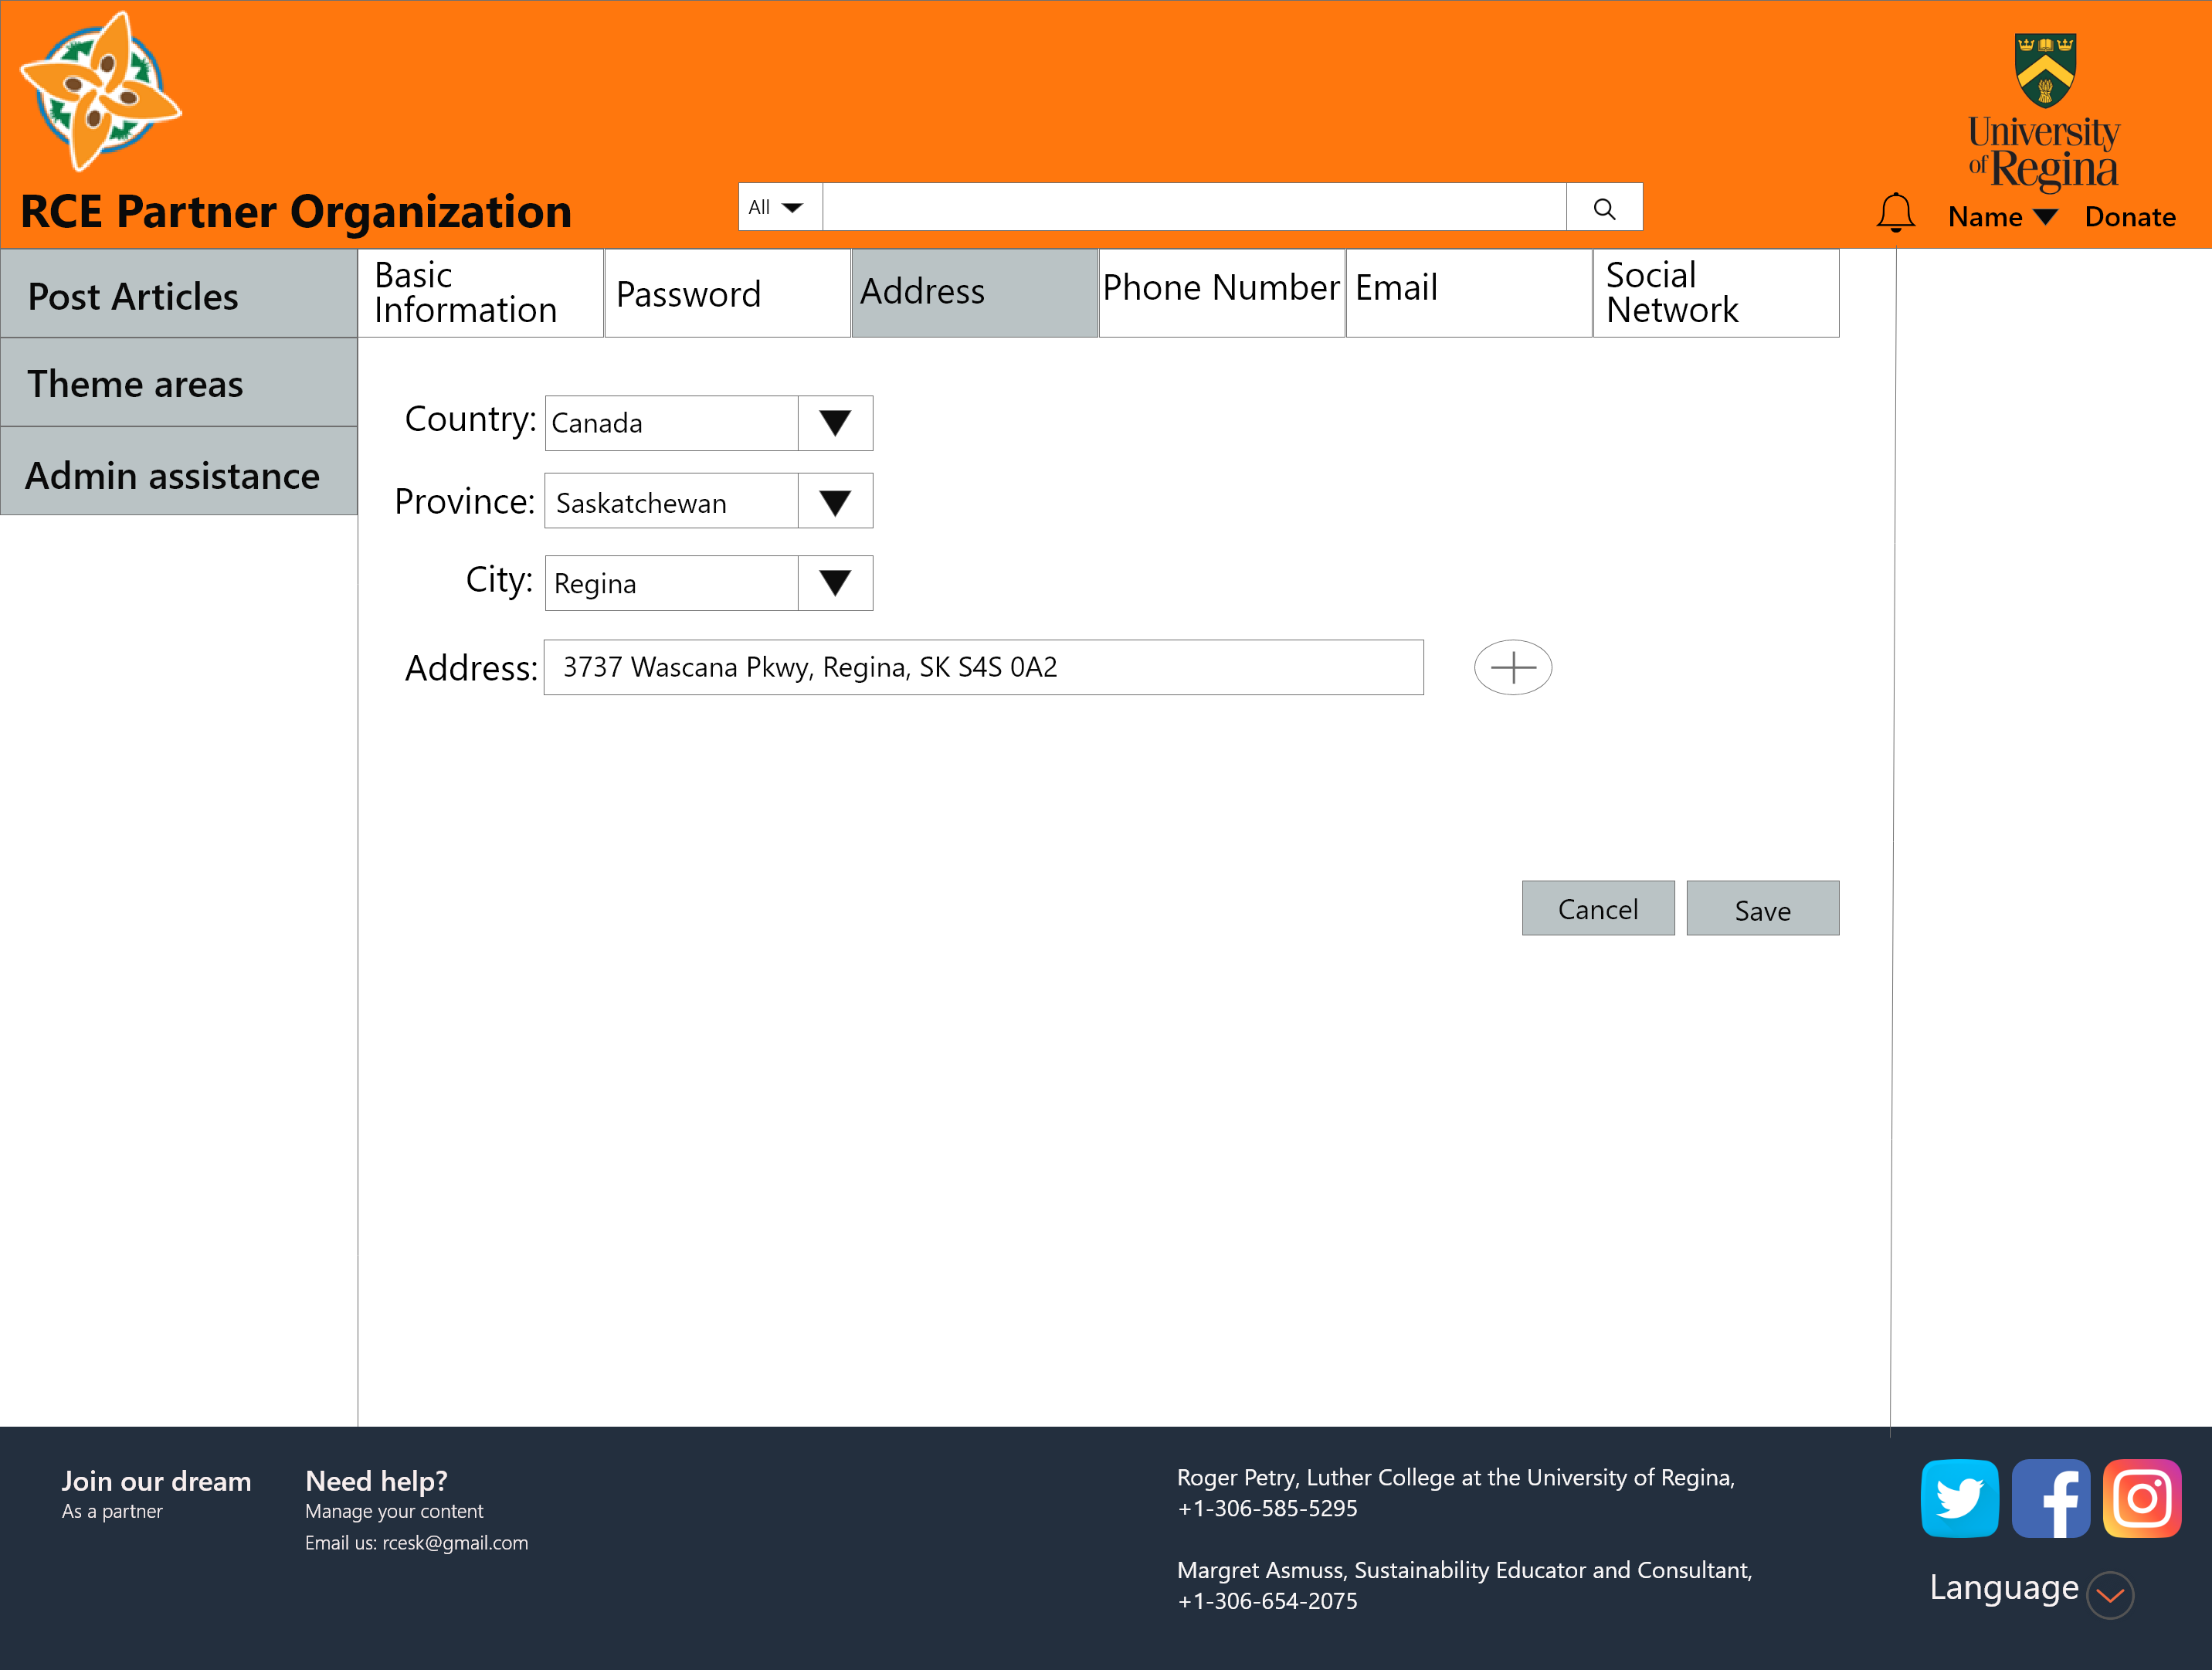 University
of Regina
RCE Partner Organization
All
Name
Donate
Post Articles
Theme areas
Admin assistance
Basic
Information
Password
Address
Phone Number
Email
Social
Network
Country:
Canada
Province:
Saskatchewan
City:
Regina
Address:
3737 Wascana Pkwy, Regina, SK S4S 0A2
Cancel
Save
Join our dream
As a partner
Need help?
Manage your content
Email us: rcesk@gmail.com
Roger Petry, Luther College at the University of Regina,
+1-306-585-5295
Margret Asmuss, Sustainability Educator and Consultant,
+1-306-654-2075
Language